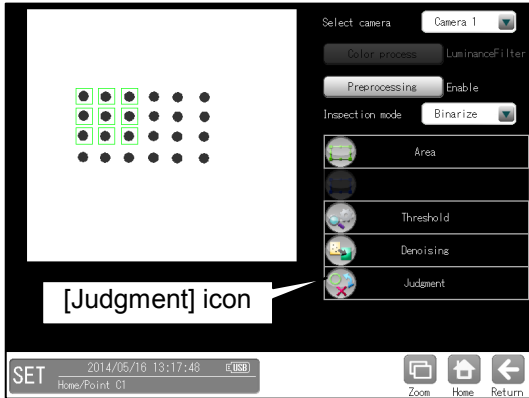 Select camera Camera 1
Color process LuminanceFilter
Preprocessing Enable
Inspection mode Binarize
Area
Threshold
Denoising
Judgment
[Judgment] icon
SET 2014/05/16 13:17:48 USB
Home/Point C1
Zoom Home Return